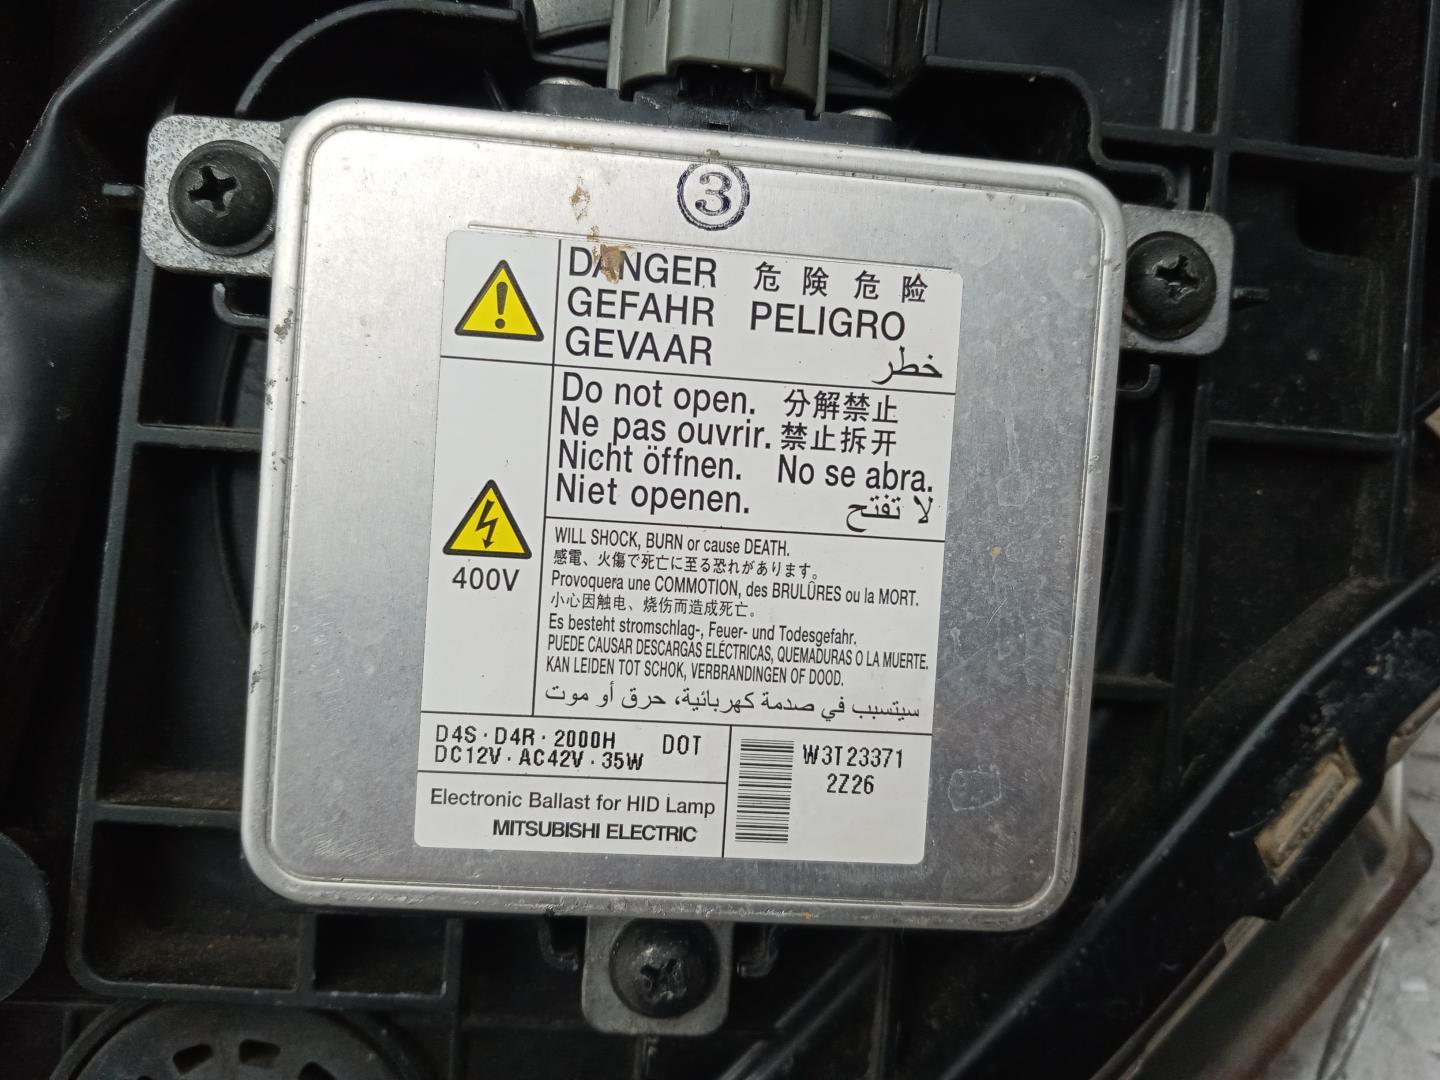 3
DANGER 危険 危险
GEFAHR PELIGRO
GEVAAR خطر
Do not open. 分解禁止
Ne pas ouvrir. 禁止拆开
Nicht öffnen. No se abra.
Niet openen. لا تفتح
400V
WILL SHOCK, BURN or cause DEATH.
感電、火傷で死亡に至る恐れがあります。
Provoquera une COMMOTION, des BRULÛRES ou la MORT.
小心因触电、烧伤而造成死亡。
Es besteht stromschlag-, Feuer- und Todesgefahr.
PUEDE CAUSAR DESCARGAS ELÉCTRICAS, QUEMADURAS O LA MUERTE.
KAN LEIDEN TOT SCHOK, VERBRANDINGEN OF DOOD.
سيتسبب في صدمة كهربائية، حرق أو موت
D4S·D4R·2000H DOT
DC12V·AC42V·35W
W3T23371
2Z26
Electronic Ballast for HID Lamp
MITSUBISHI ELECTRIC